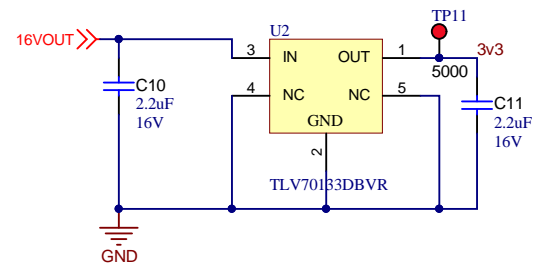 TP11
16VOUT
U2
3
IN
OUT
1
3v3
5000
C10
2.2uF
16V
4
NC
NC
5
C11
2.2uF
16V
GND
2
TLV70133DBVR
GND